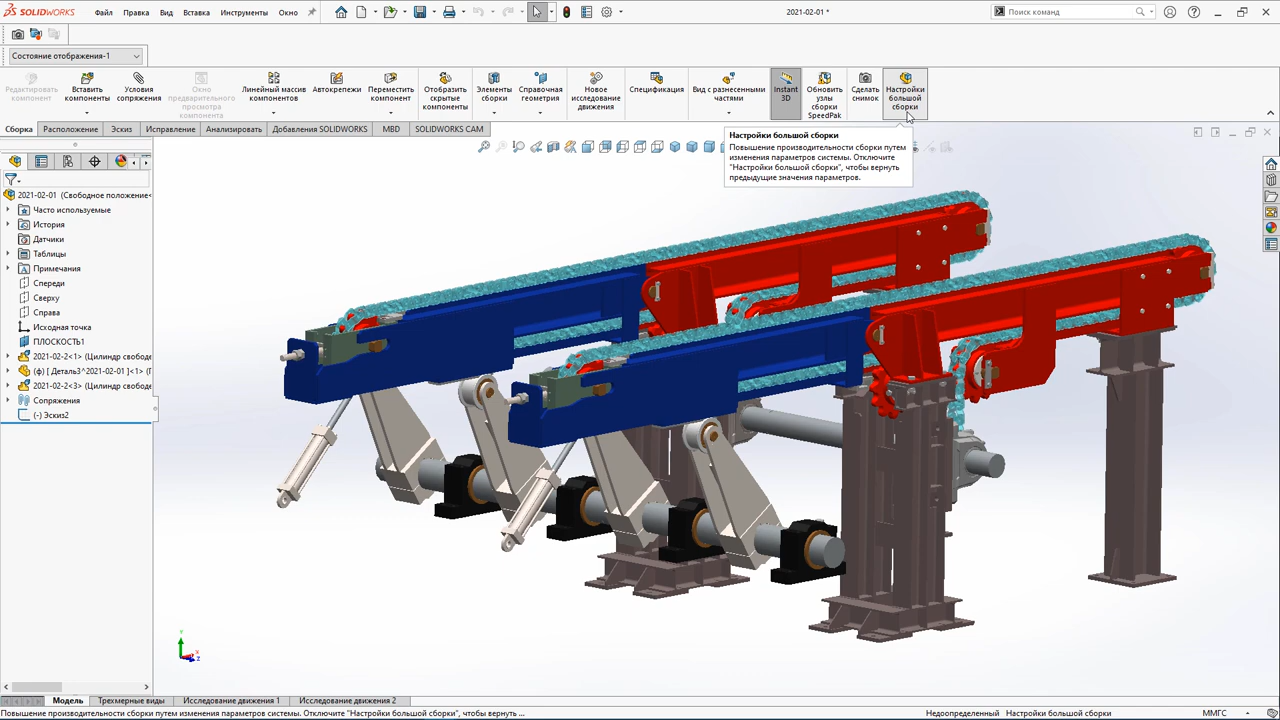 SOLIDWORKS
Файл
Правка
Вид
Вставка
Инструменты
Окно
2021-02-01 *
Поиск команд
Состояние отображения-1
Редактировать
компонент
Вставить
компоненты
Условия
сопряжения
Окно
предварительного
просмотра
компонента
Линейный массив
компонентов
Автокрепежи
Переместить
компонент
Отобразить
скрытые
компоненты
Элементы
сборки
Справочная
геометрия
Новое
исследование
движения
Спецификация
Вид с разнесенными
частями
Instant
3D
Обновить
узлы
сборки
SpeedPak
Сделать
снимок
Настройки
большой
сборки
Сборка
Расположение
Эскиз
Исправление
Анализировать
Добавления SOLIDWORKS
MBD
SOLIDWORKS CAM
Настройки большой сборки
Повышение производительности сборки путем
изменения параметров системы. Отключите
"Настройки большой сборки", чтобы вернуть
предыдущие значения параметров.
2021-02-01 (Свободное положение<
Часто используемые
История
Датчики
Таблицы
Примечания
Спереди
Сверху
Справа
Исходная точка
ПЛОСКОСТЬ1
2021-02-2<1> (Цилиндр свободе
(ф) [ Деталь3^2021-02-01 ]<1> (Г
2021-02-2<3> (Цилиндр свободе
Сопряжения
(-) Эскиз2
Модель
Трехмерные виды
Исследование движения 1
Исследование движения 2
Повышение производительности сборки путем изменения параметров системы. Отключите "Настройки большой сборки", чтобы вернуть ...
Недоопределенный
Настройки большой сборки
ММГС